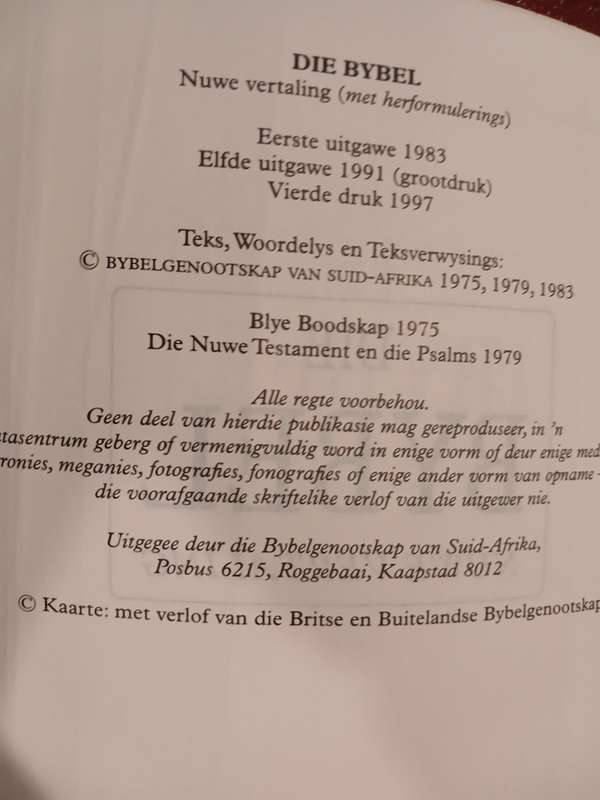 DIE BYBEL
Nuwe vertaling (met herformulerings)
Eerste uitgawe 1983
Elfde uitgawe 1991 (grootdruk)
Vierde druk 1997
Teks, Woordelys en Teksverwysings:
© BYBELGENOOTSKAP VAN SUID-AFRIKA 1975, 1979, 1983
Blye Boodskap 1975
Die Nuwe Testament en die Psalms 1979
Alle regte voorbehou.
Geen deel van hierdie publikasie mag gereproduseer, in 'n
tasentrum geberg of vermenigvuldig word in enige vorm of deur enige med
ronies, meganies, fotografies, fonografies of enige ander vorm van opname -
die voorafgaande skriftelike verlof van die uitgewer nie.
Uitgegee deur die Bybelgenootskap van Suid-Afrika,
Posbus 6215, Roggebaai, Kaapstad 8012
© Kaarte: met verlof van die Britse en Buitelandse Bybelgenootskap